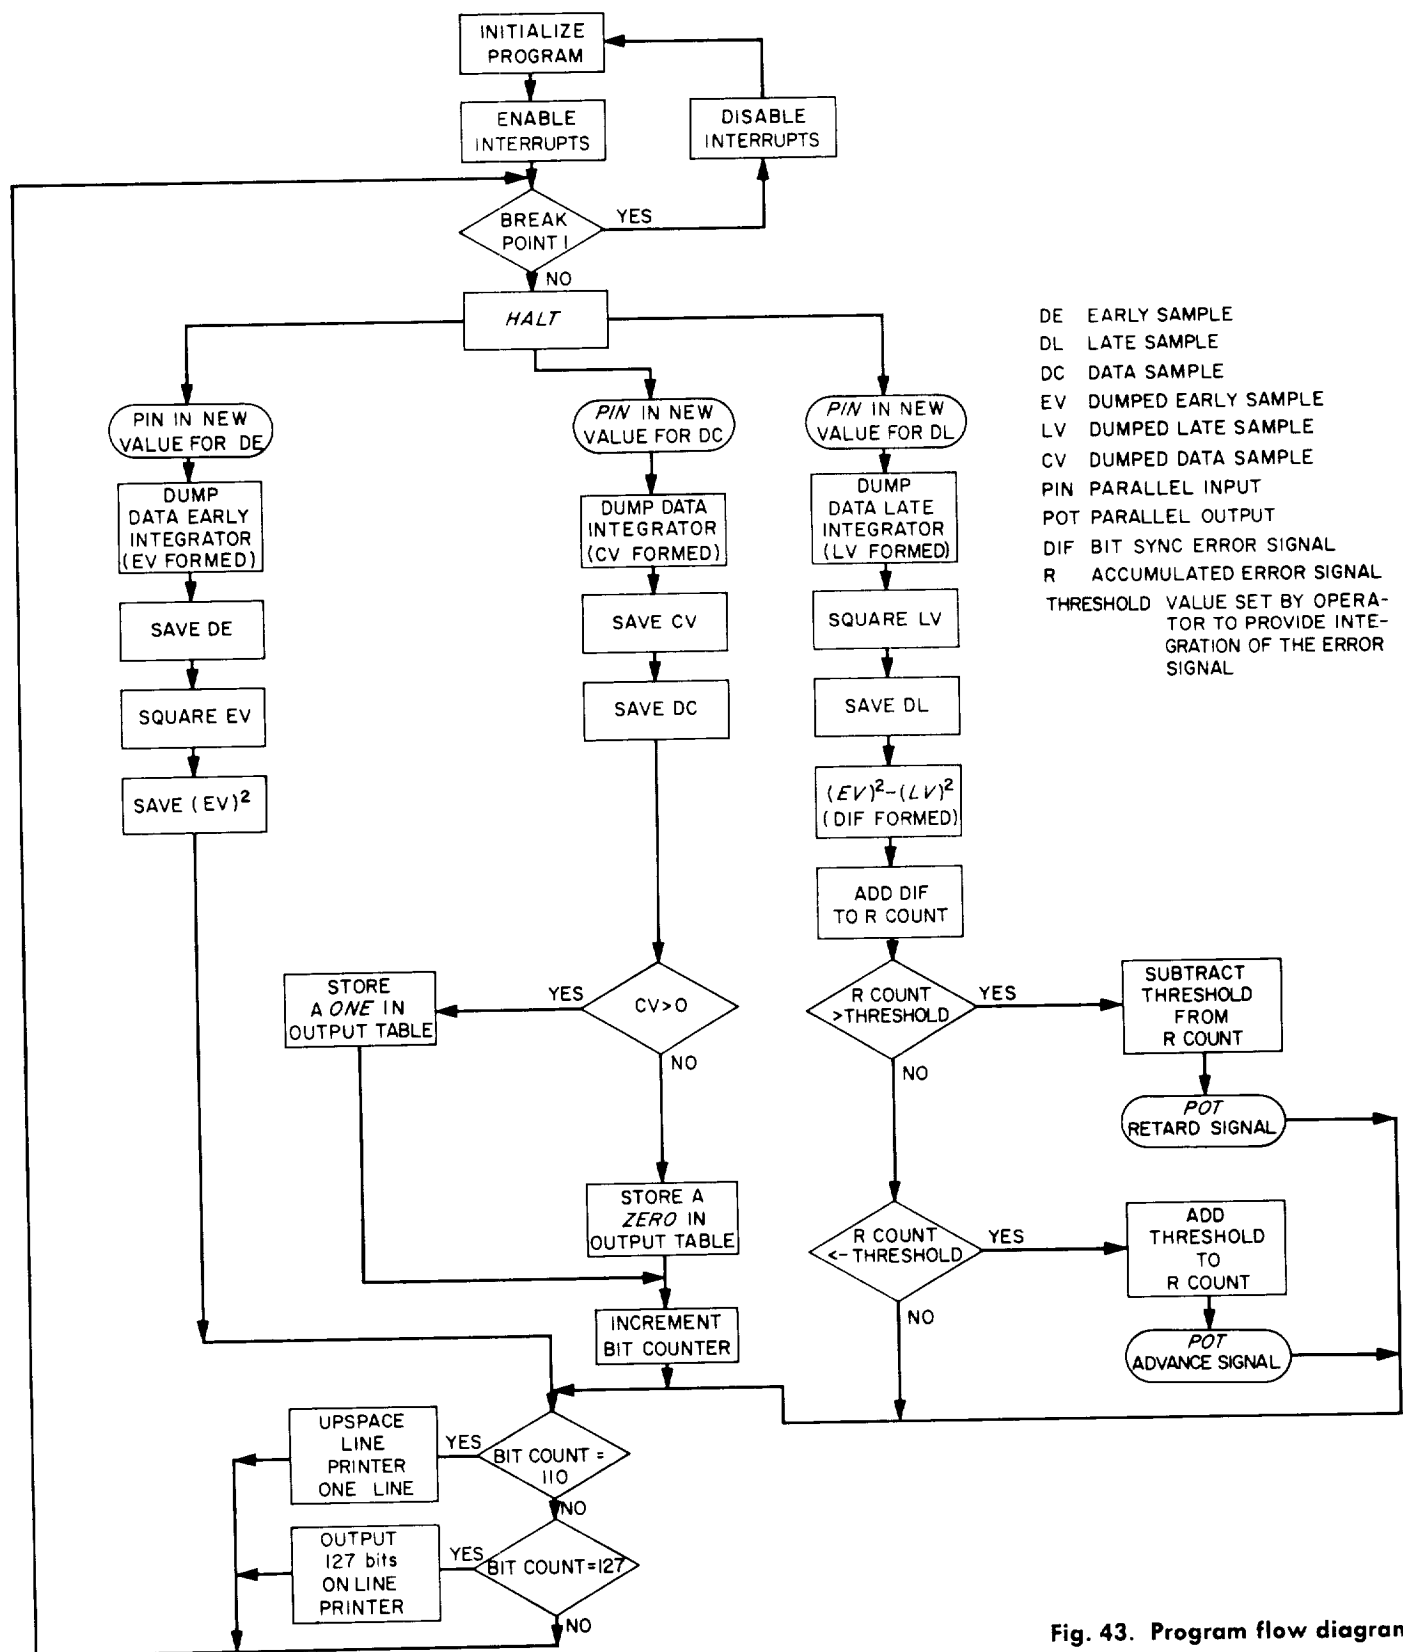 INITIALIZE
PROGRAM
ENABLE
INTERRUPTS
DISABLE
INTERRUPTS
BREAK
POINT 1
YES
NO
HALT
DE EARLY SAMPLE
DL LATE SAMPLE
DC DATA SAMPLE
EV DUMPED EARLY SAMPLE
LV DUMPED LATE SAMPLE
CV DUMPED DATA SAMPLE
PIN PARALLEL INPUT
POT PARALLEL OUTPUT
DIF BIT SYNC ERROR SIGNAL
R ACCUMULATED ERROR SIGNAL
THRESHOLD VALUE SET BY OPERA-
TOR TO PROVIDE INTE-
GRATION OF THE ERROR
SIGNAL
PIN IN NEW
VALUE FOR DE
DUMP
DATA EARLY
INTEGRATOR
(EV FORMED)
SAVE DE
SQUARE EV
SAVE (EV)²
PIN IN NEW
VALUE FOR DC
DUMP DATA
INTEGRATOR
(CV FORMED)
SAVE CV
SAVE DC
CV>0
YES
NO
STORE
A ONE IN
OUTPUT TABLE
STORE A
ZERO IN
OUTPUT TABLE
INCREMENT
BIT COUNTER
PIN IN NEW
VALUE FOR DL
DUMP
DATA LATE
INTEGRATOR
(LV FORMED)
SQUARE LV
SAVE DL
(EV)²-(LV)²
(DIF FORMED)
ADD DIF
TO R COUNT
R COUNT
>THRESHOLD
YES
NO
SUBTRACT
THRESHOLD
FROM
R COUNT
POT
RETARD SIGNAL
R COUNT
<- THRESHOLD
YES
NO
ADD
THRESHOLD
TO
R COUNT
POT
ADVANCE SIGNAL
BIT COUNT =
110
YES
NO
UPSPACE
LINE
PRINTER
ONE LINE
BIT COUNT=127
YES
NO
OUTPUT
127 bits
ON LINE
PRINTER
Fig. 43. Program flow diagram